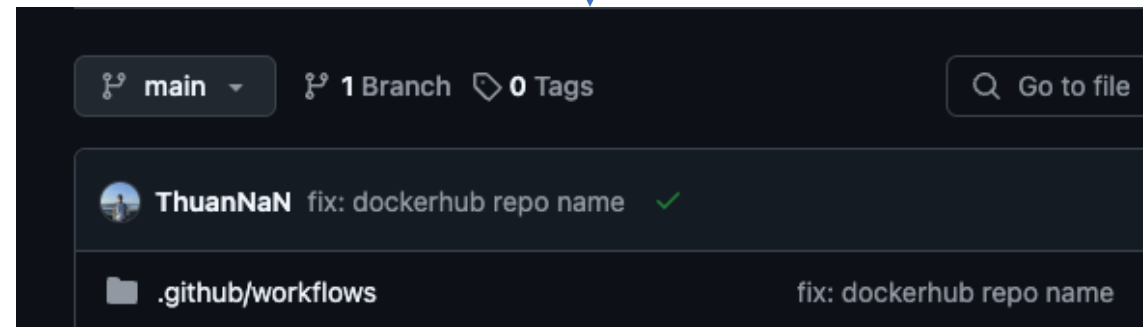 main 1 Branch 0 Tags Go to file
ThuanNaN fix: dockerhub repo name
.github/workflows fix: dockerhub repo name